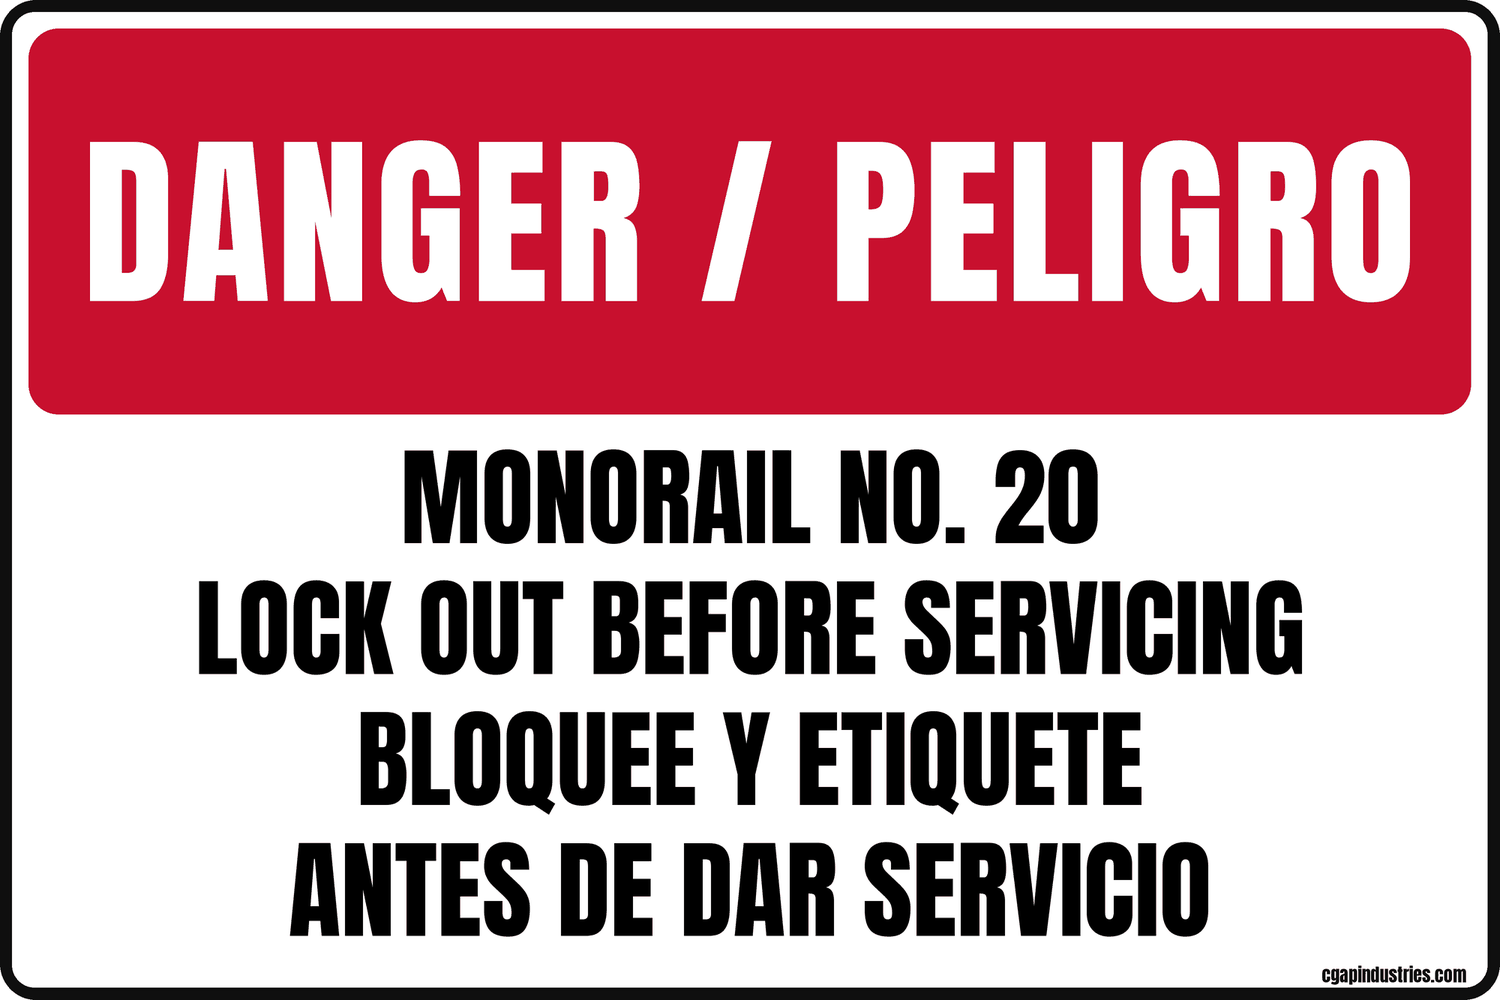 DANGER / PELIGRO
MONORAIL NO. 20
LOCK OUT BEFORE SERVICING
BLOQUEE Y ETIQUETE
ANTES DE DAR SERVICIO
cgapindustries.com